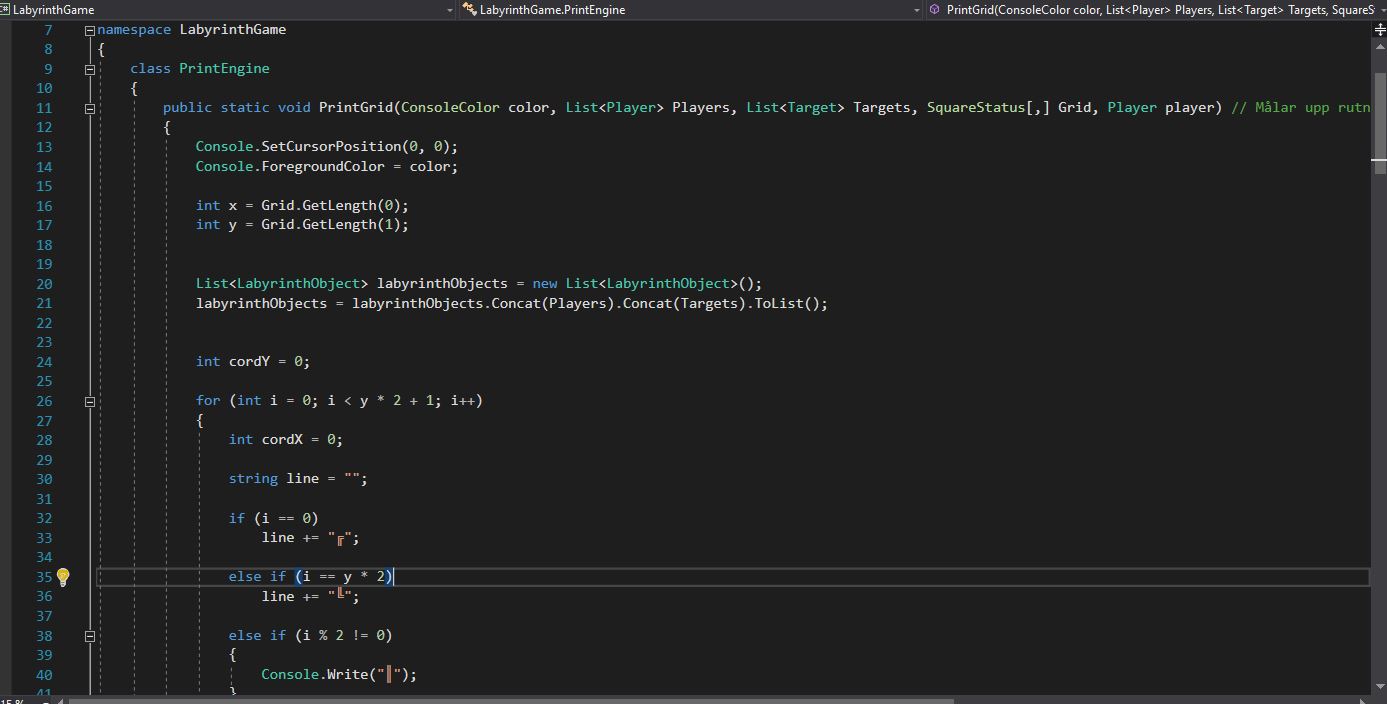 LabyrinthGame LabyrinthGame.PrintEngine PrintGrid(ConsoleColor color, List<Player> Players, List<Target> Targets, SquareS
7 namespace LabyrinthGame
8 {
9 class PrintEngine
10 {
11 public static void PrintGrid(ConsoleColor color, List<Player> Players, List<Target> Targets, SquareStatus[,] Grid, Player player) // Målar upp rutn
12 {
13 Console.SetCursorPosition(0, 0);
14 Console.ForegroundColor = color;
15
16 int x = Grid.GetLength(0);
17 int y = Grid.GetLength(1);
18
19
20 List<LabyrinthObject> labyrinthObjects = new List<LabyrinthObject>();
21 labyrinthObjects = labyrinthObjects.Concat(Players).Concat(Targets).ToList();
22
23
24 int cordY = 0;
25
26 for (int i = 0; i < y * 2 + 1; i++)
27 {
28 int cordX = 0;
29
30 string line = "";
31
32 if (i == 0)
33 line += "╔";
34
35 else if (i == y * 2)
36 line += "╚";
37
38 else if (i % 2 != 0)
39 {
40 Console.Write("║");
41 }